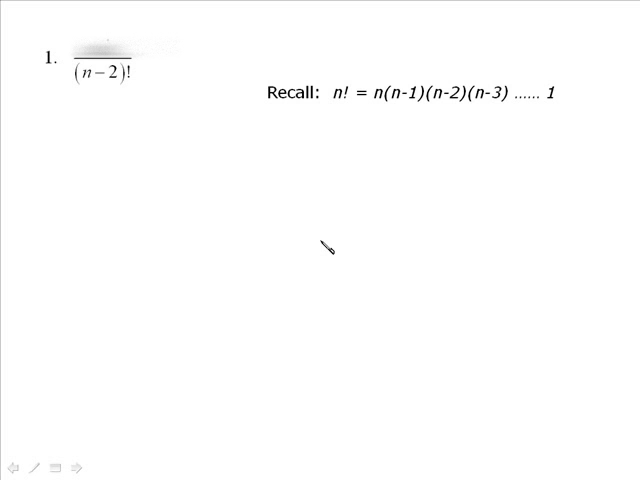 1.
(n – 2)!
Recall: n! = n(n-1)(n-2)(n-3) ...... 1